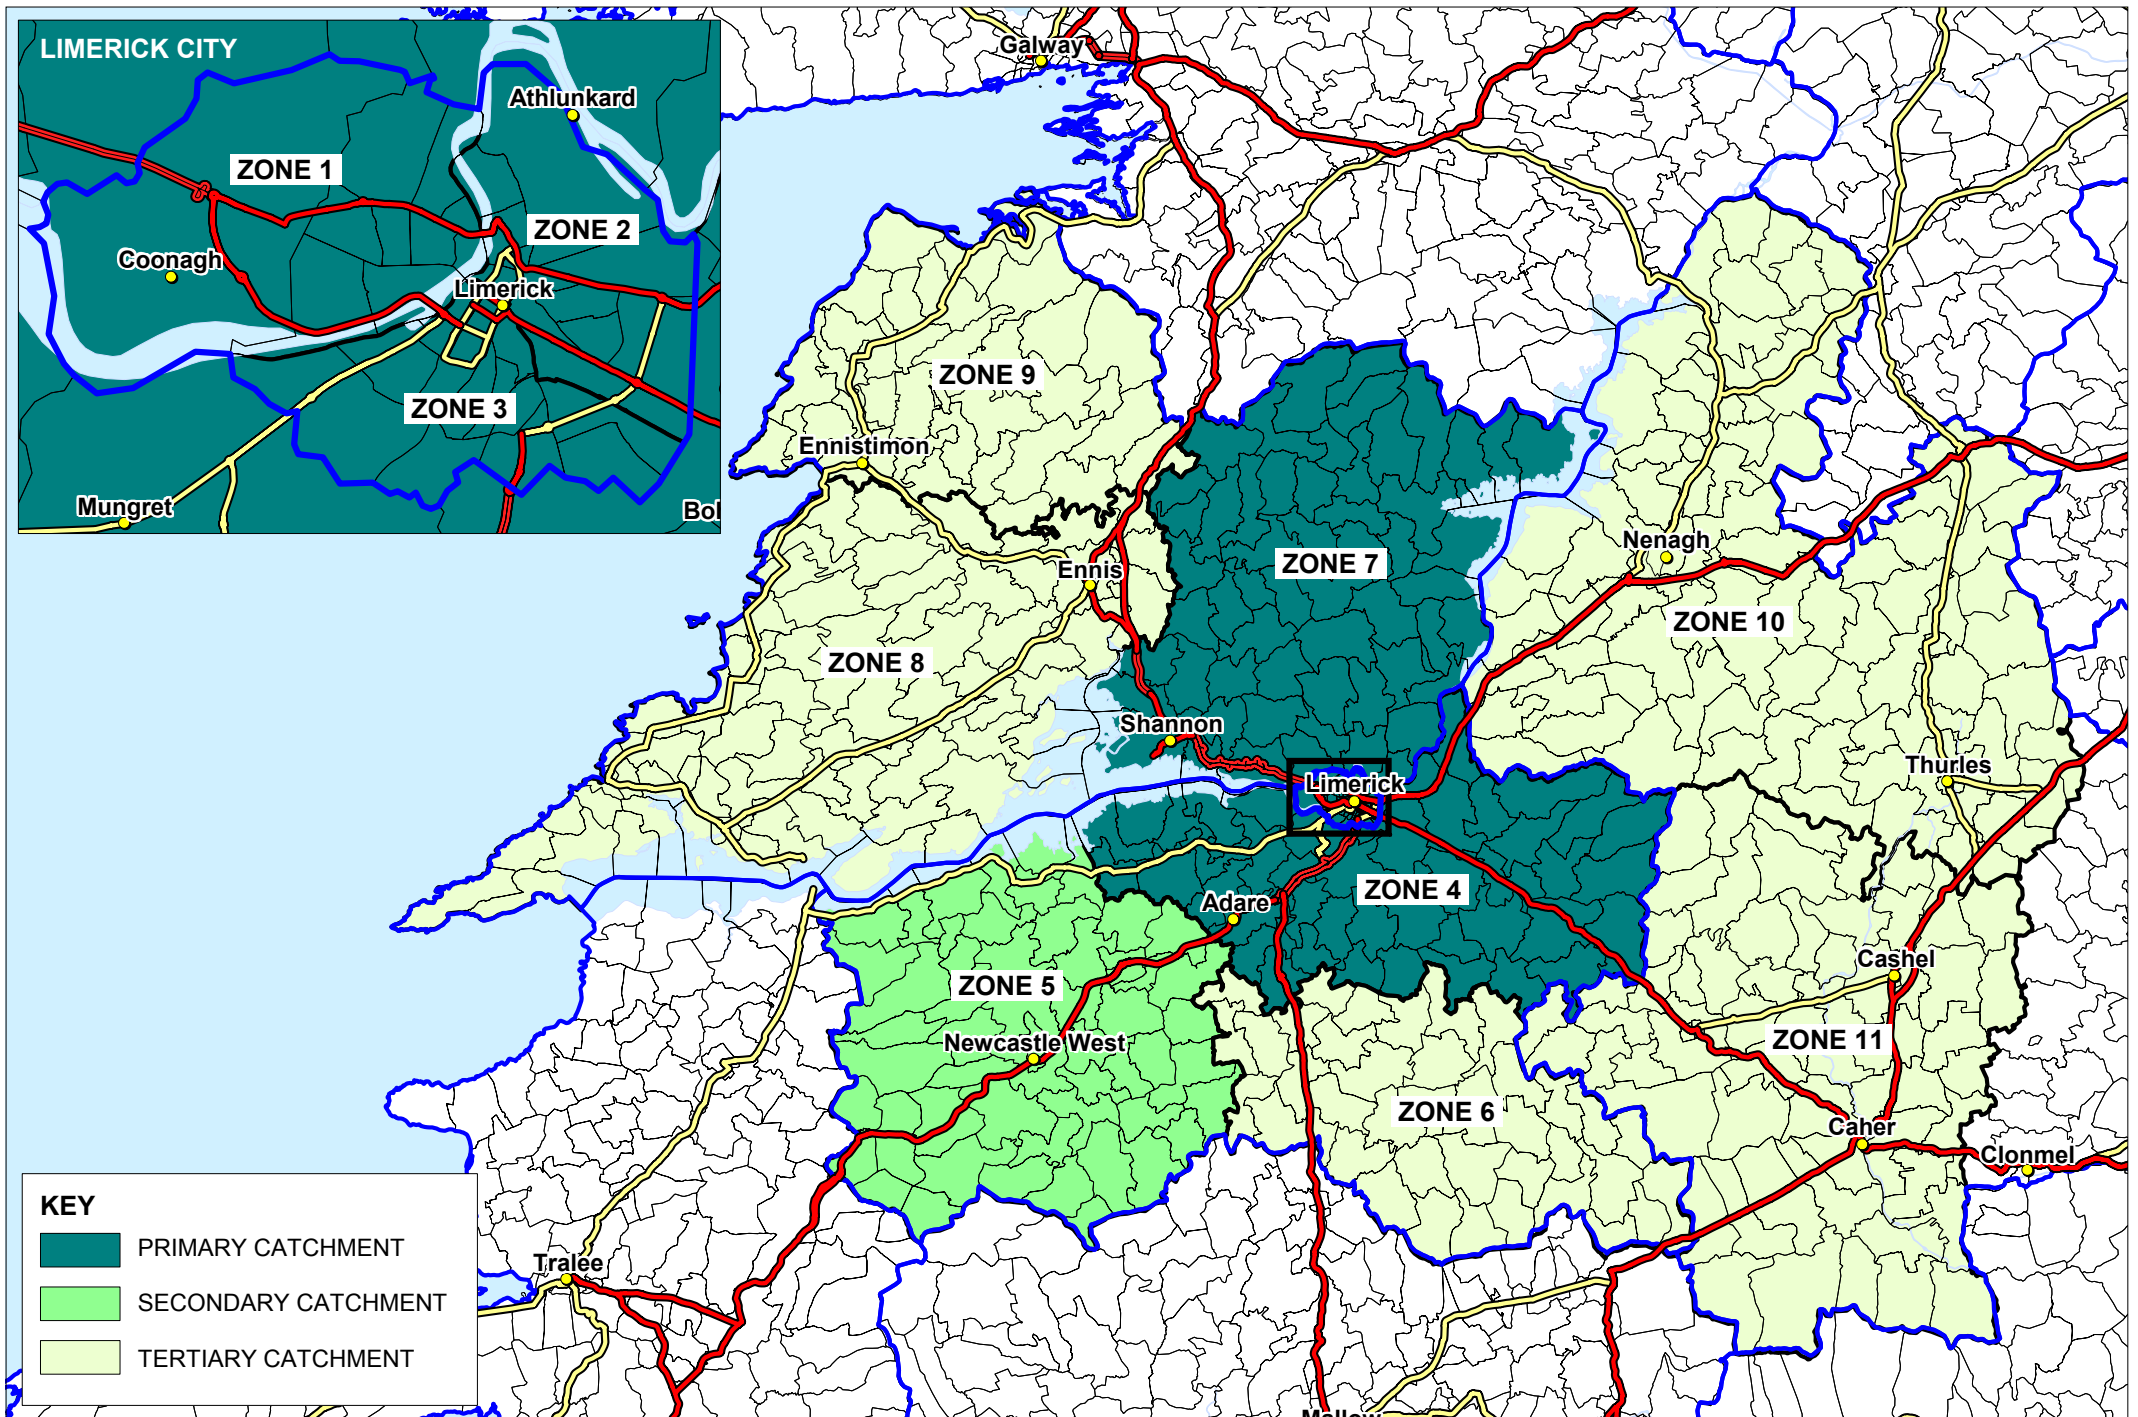 LIMERICK CITY
Athlunkard
ZONE 1
ZONE 2
Coonagh
Limerick
ZONE 3
Mungret
Galway
ZONE 9
Ennistimon
ZONE 7
Nenagh
Ennis
ZONE 10
ZONE 8
Shannon
Thurles
Limerick
ZONE 4
Adare
Cashel
ZONE 5
Newcastle West
ZONE 11
ZONE 6
Caher
Clonmel
KEY
PRIMARY CATCHMENT
SECONDARY CATCHMENT
TERTIARY CATCHMENT
Tralee
Mallow